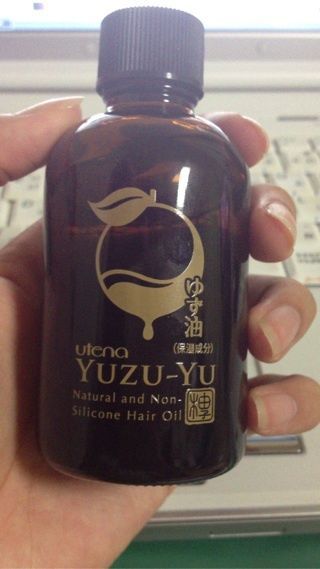 ゆず油
(保湿成分)
utena
YUZU-YU
Natural and Non-
Silicone Hair Oil